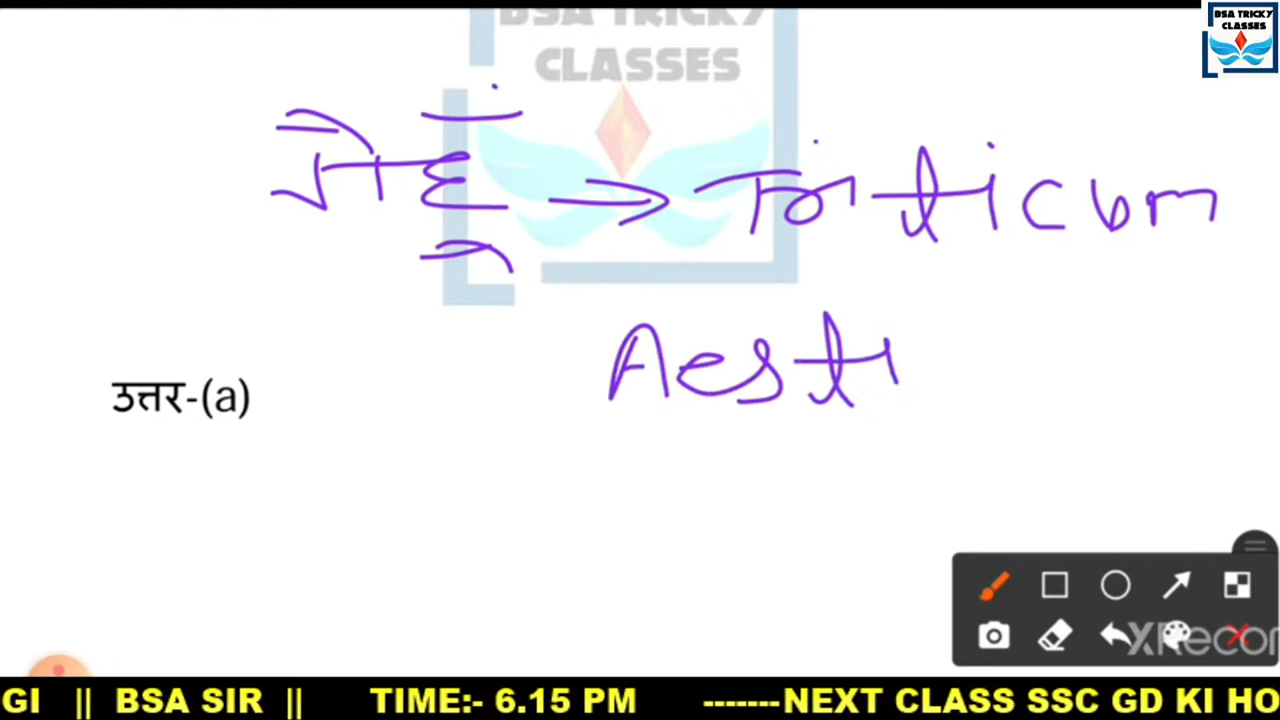 BSA TRICKY
CLASSES
BSA TRICKY
CLASSES
गेहूँ → Triticum
Aesti
उत्तर-(a)
XRecor
GI || BSA SIR || TIME:- 6.15 PM -------NEXT CLASS SSC GD KI HO